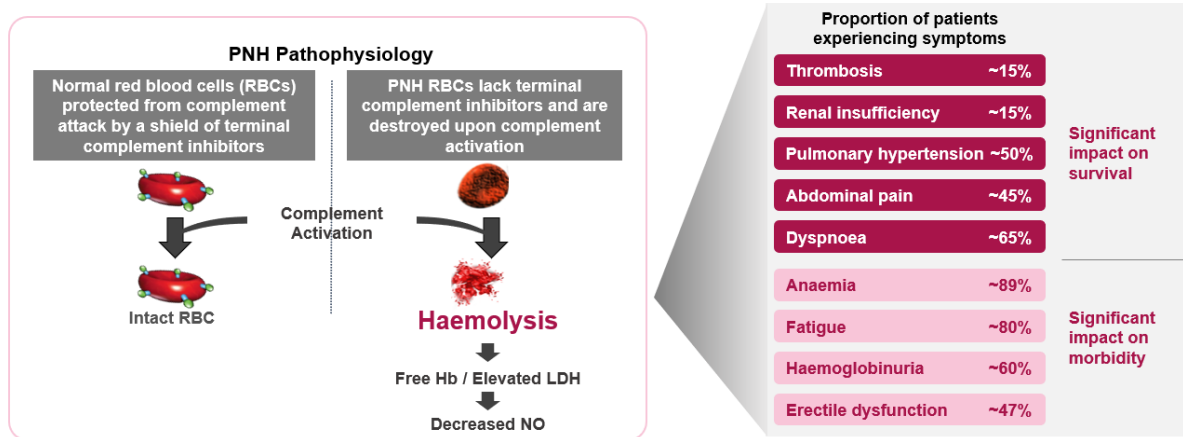 PNH Pathophysiology
Normal red blood cells (RBCs)
protected from complement
attack by a shield of terminal
complement inhibitors
PNH RBCs lack terminal
complement inhibitors and are
destroyed upon complement
activation
Complement
Activation
Intact RBC
Haemolysis
Free Hb / Elevated LDH
Decreased NO
Proportion of patients
experiencing symptoms
Thrombosis ~15%
Renal insufficiency ~15%
Pulmonary hypertension ~50%
Abdominal pain ~45%
Dyspnoea ~65%
Significant
impact on
survival
Anaemia ~89%
Fatigue ~80%
Haemoglobinuria ~60%
Erectile dysfunction ~47%
Significant
impact on
morbidity